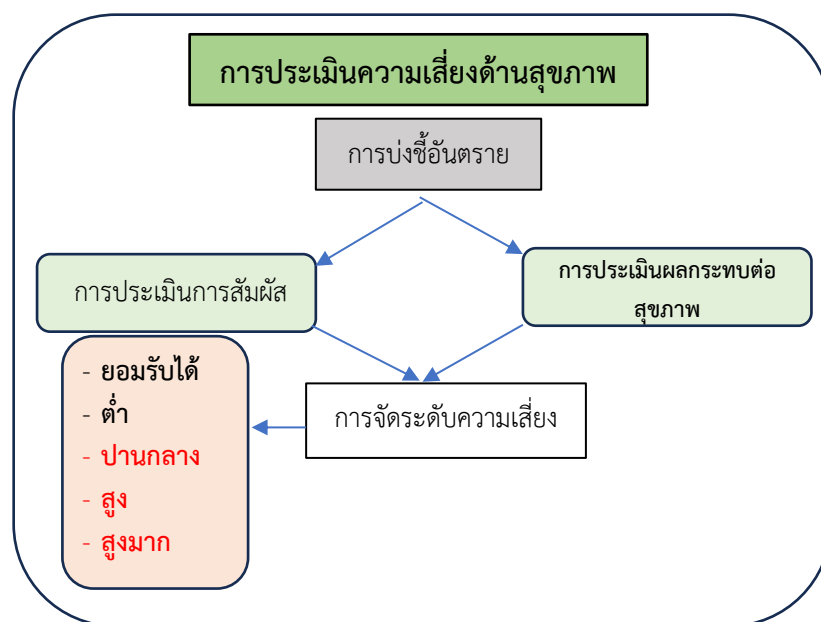 การประเมินความเสี่ยงด้านสุขภาพ
การบ่งชี้อันตราย
การประเมินการสัมผัส
การประเมินผลกระทบต่อ
สุขภาพ
- ยอมรับได้
- ต่ำ
- ปานกลาง
- สูง
- สูงมาก
การจัดระดับความเสี่ยง